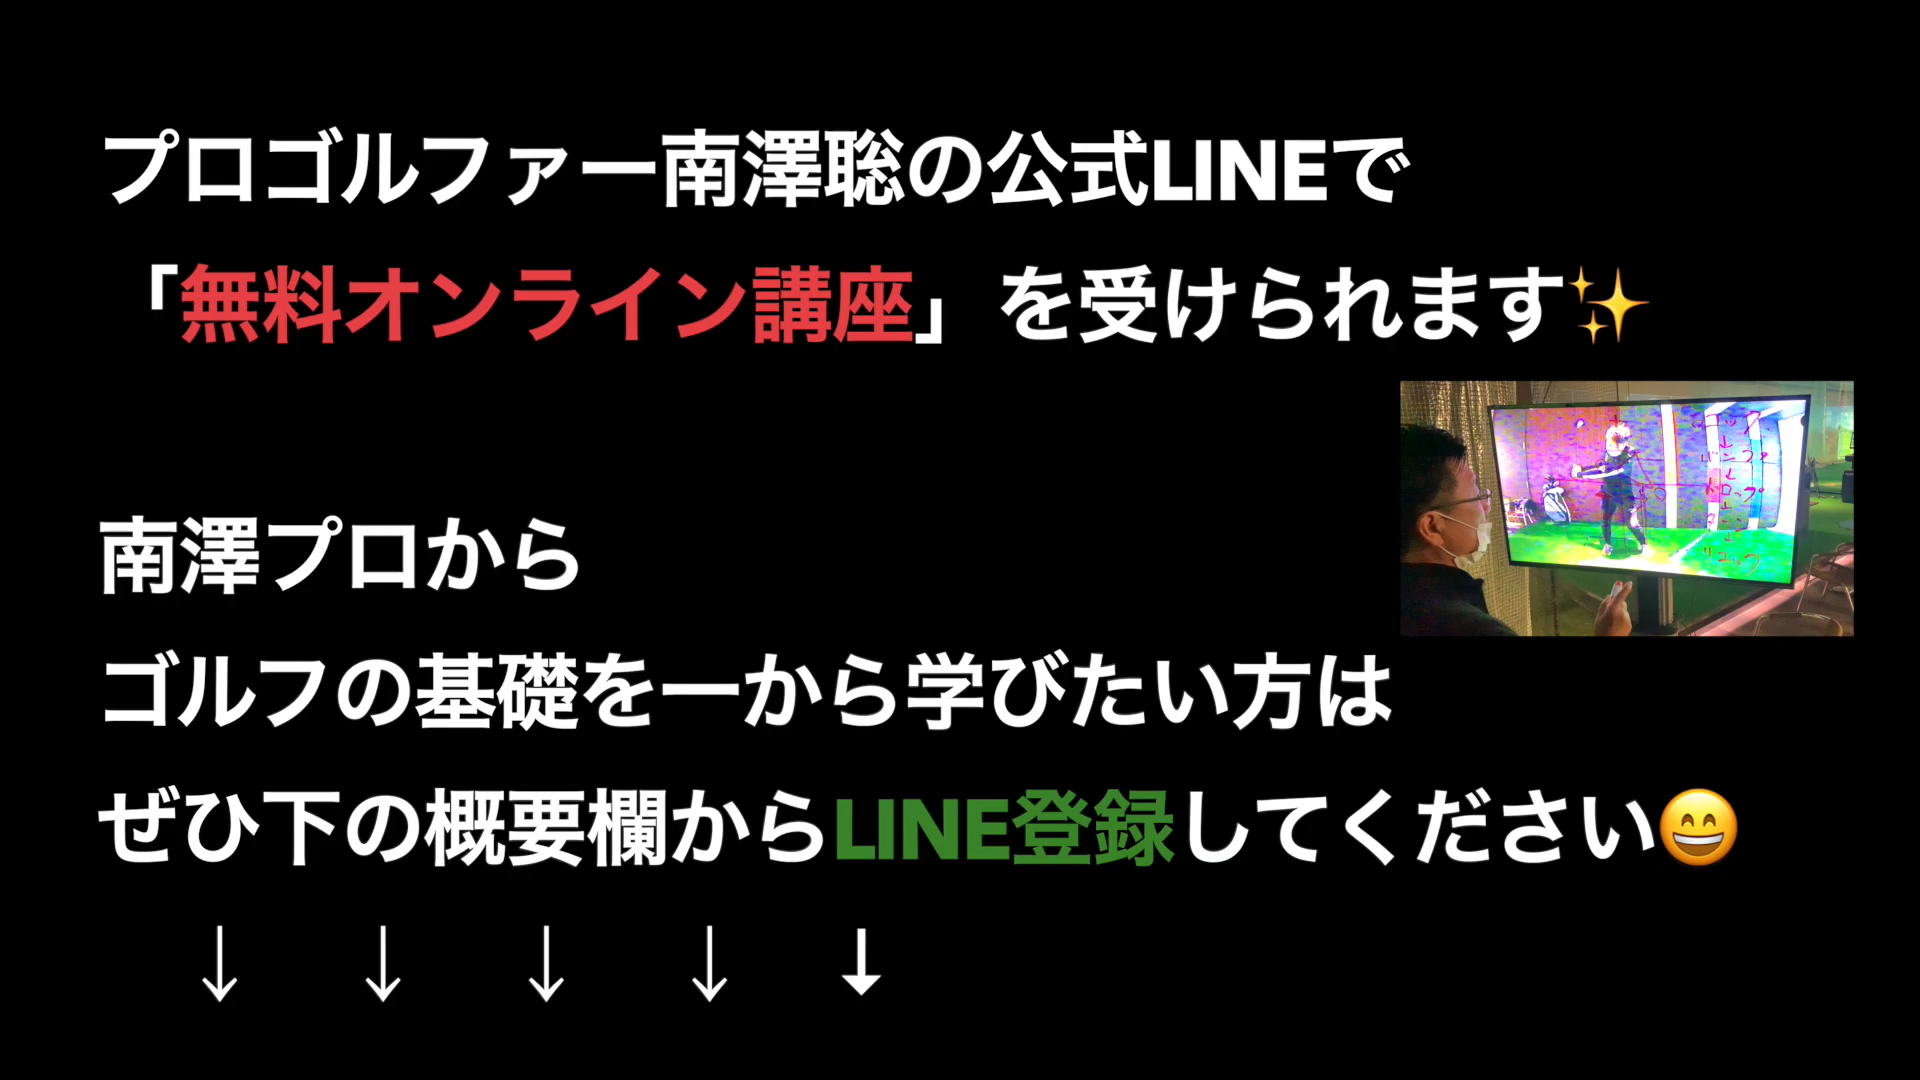 プロゴルファー南澤聡の公式LINEで
「無料オンライン講座」を受けられます✨
南澤プロから
ゴルフの基礎を一から学びたい方は
ぜひ下の概要欄からLINE登録してください😄
↓ ↓ ↓ ↓ ↓